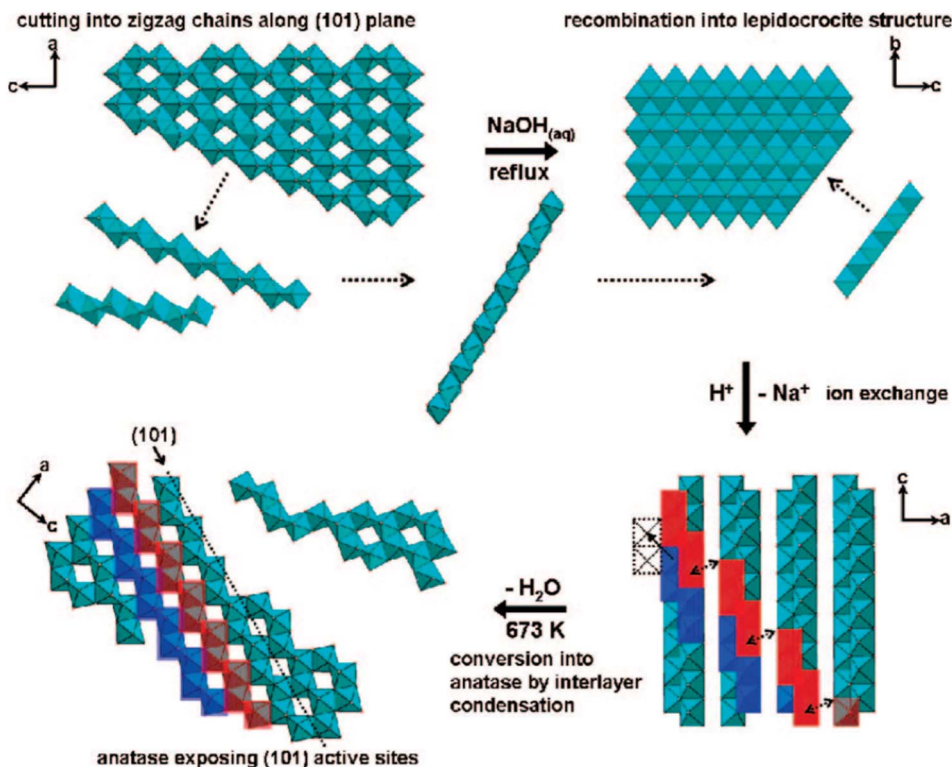 cutting into zigzag chains along (101) plane
recombination into lepidocrocite structure
a
c
b
c
NaOH(aq)
reflux
H+ - Na+ ion exchange
(101)
a
c
c
a
- H2O
673 K
conversion into
anatase by interlayer
condensation
anatase exposing (101) active sites